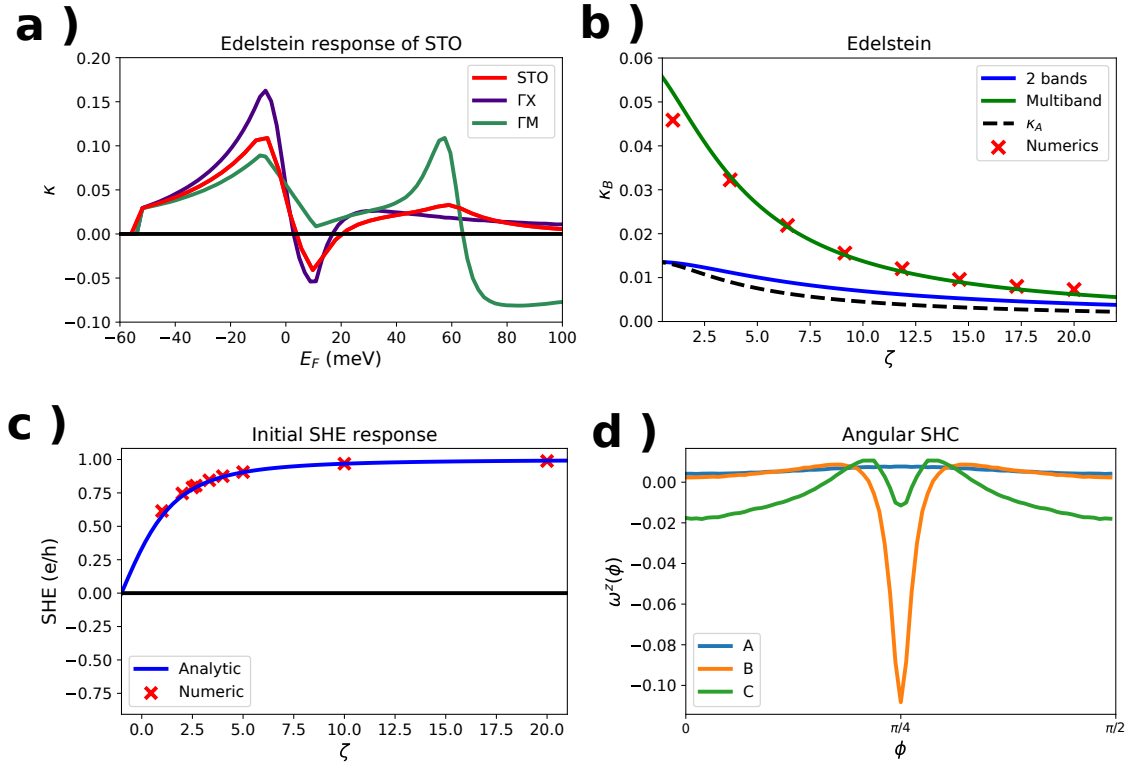 a )
Edelstein response of STO
0.20
0.15
0.10
0.05
0.00
−0.05
−0.10
κ
−60 −40 −20 0 20 40 60 80 100
E_F (meV)
STO
ΓX
ΓM
b )
Edelstein
0.06
0.05
0.04
0.03
0.02
0.01
0.00
κ_B
2.5 5.0 7.5 10.0 12.5 15.0 17.5 20.0
ζ
2 bands
Multiband
κ_A
Numerics
c )
Initial SHE response
1.00
0.75
0.50
0.25
0.00
−0.25
−0.50
−0.75
SHE (e/h)
0.0 2.5 5.0 7.5 10.0 12.5 15.0 17.5 20.0
ζ
Analytic
Numeric
d )
Angular SHC
0.00
−0.02
−0.04
−0.06
−0.08
−0.10
ω^z(ϕ)
0 π/4 π/2
ϕ
A
B
C